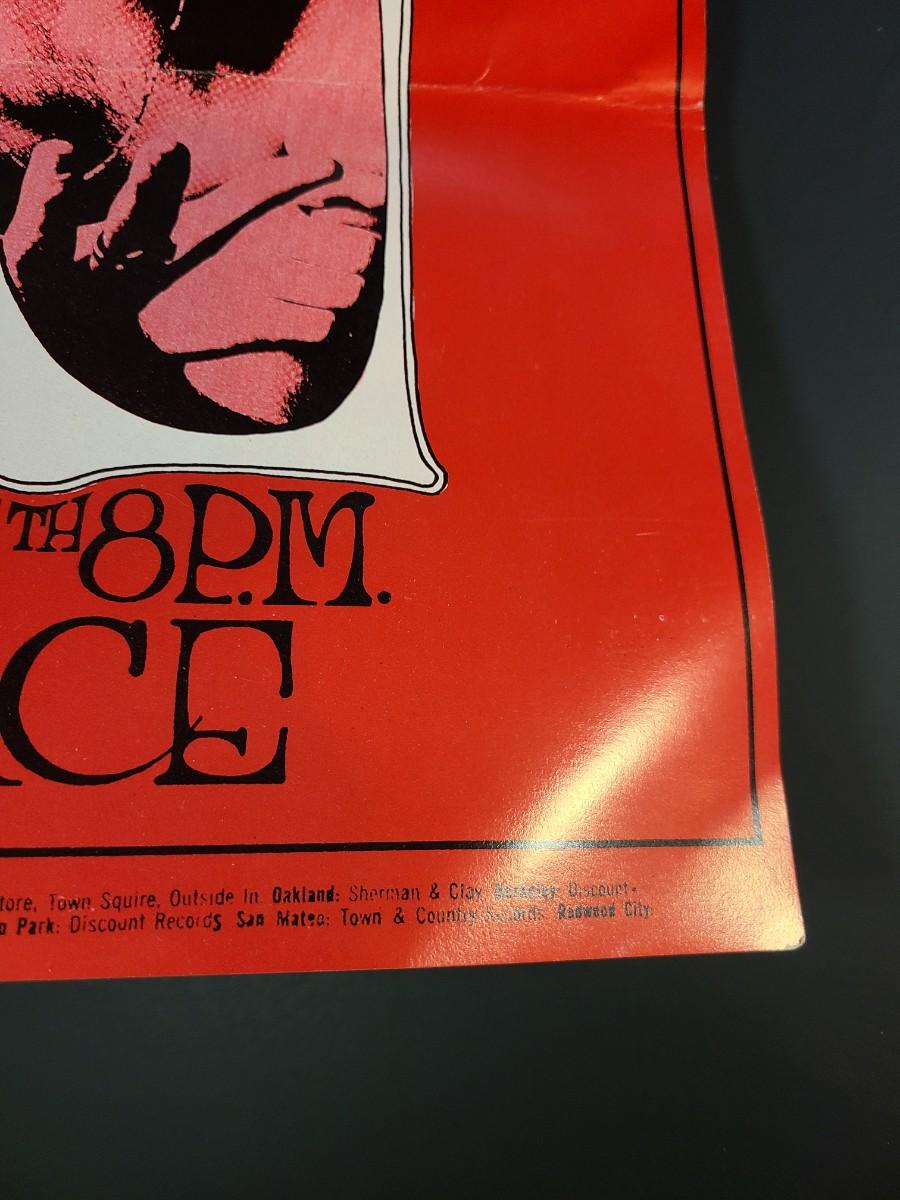 TH 8 P.M.
CE
tore, Town Squire, Outside In. Oakland: Sherman & Clay Berkeley: Discount-
o Park: Discount Records San Mateo: Town & Country Records Redwood City: